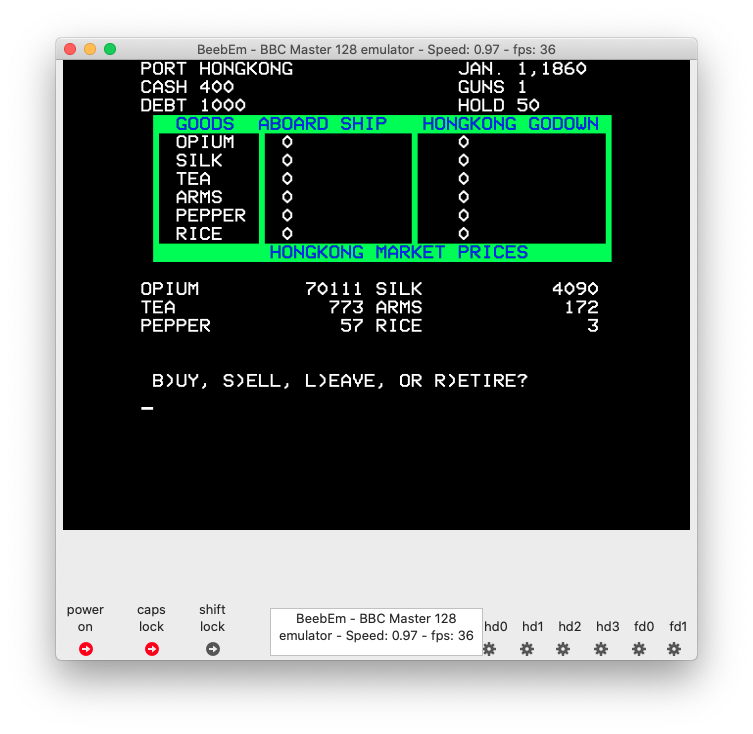 BeebEm - BBC Master 128 emulator - Speed: 0.97 - fps: 36
PORT HONGKONG JAN. 1,1860
CASH 400 GUNS 1
DEBT 1000 HOLD 50
GOODS ABOARD SHIP HONGKONG GODOWN
OPIUM 0 0
SILK 0 0
TEA 0 0
ARMS 0 0
PEPPER 0 0
RICE 0 0
HONGKONG MARKET PRICES
OPIUM 70111 SILK 4090
TEA 773 ARMS 172
PEPPER 57 RICE 3
B)UY, S)ELL, L)EAVE, OR R)ETIRE?
power on caps lock shift lock
BeebEm - BBC Master 128
emulator - Speed: 0.97 - fps: 36
hd0 hd1 hd2 hd3 fd0 fd1